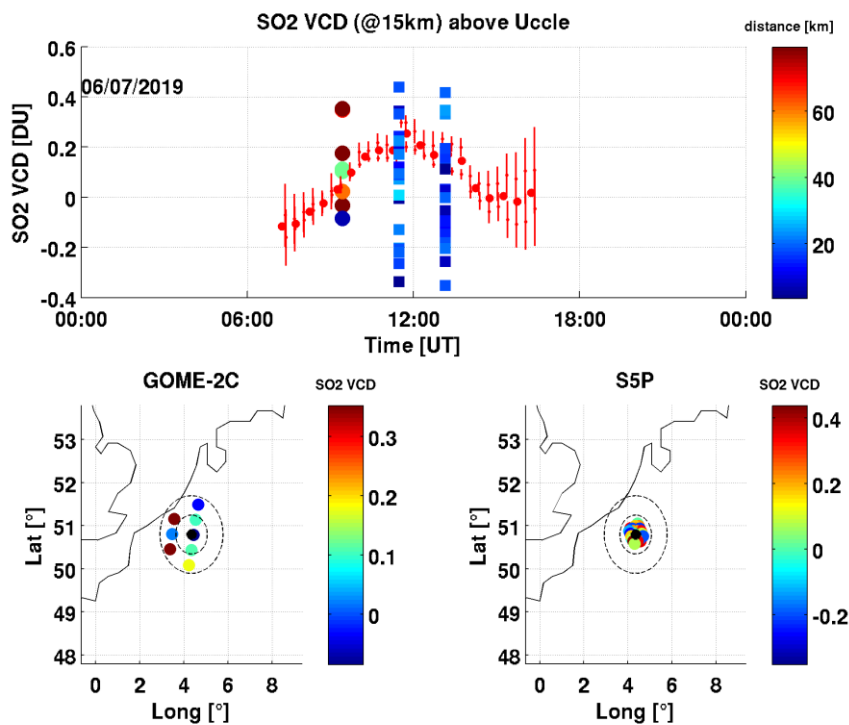 SO2 VCD (@15km) above Uccle
distance [km]
SO2 VCD [DU]
0.6
0.4
0.2
0
-0.2
-0.4
06/07/2019
00:00 06:00 12:00 18:00 00:00
Time [UT]
60
40
20
GOME-2C
SO2 VCD
Lat [°]
53
52
51
50
49
48
0 2 4 6 8
Long [°]
0.3
0.2
0.1
0
S5P
SO2 VCD
Lat [°]
53
52
51
50
49
48
0 2 4 6 8
Long [°]
0.4
0.2
0
-0.2